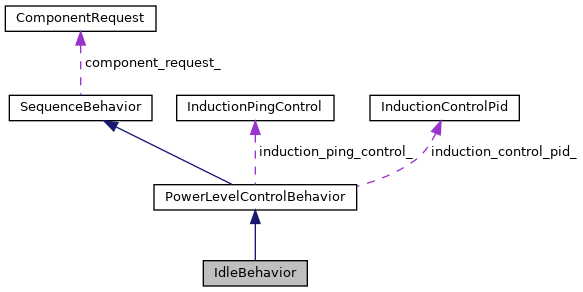 ComponentRequest
component_request_
SequenceBehavior
InductionPingControl
InductionControlPid
induction_ping_control_
induction_control_pid_
PowerLevelControlBehavior
IdleBehavior